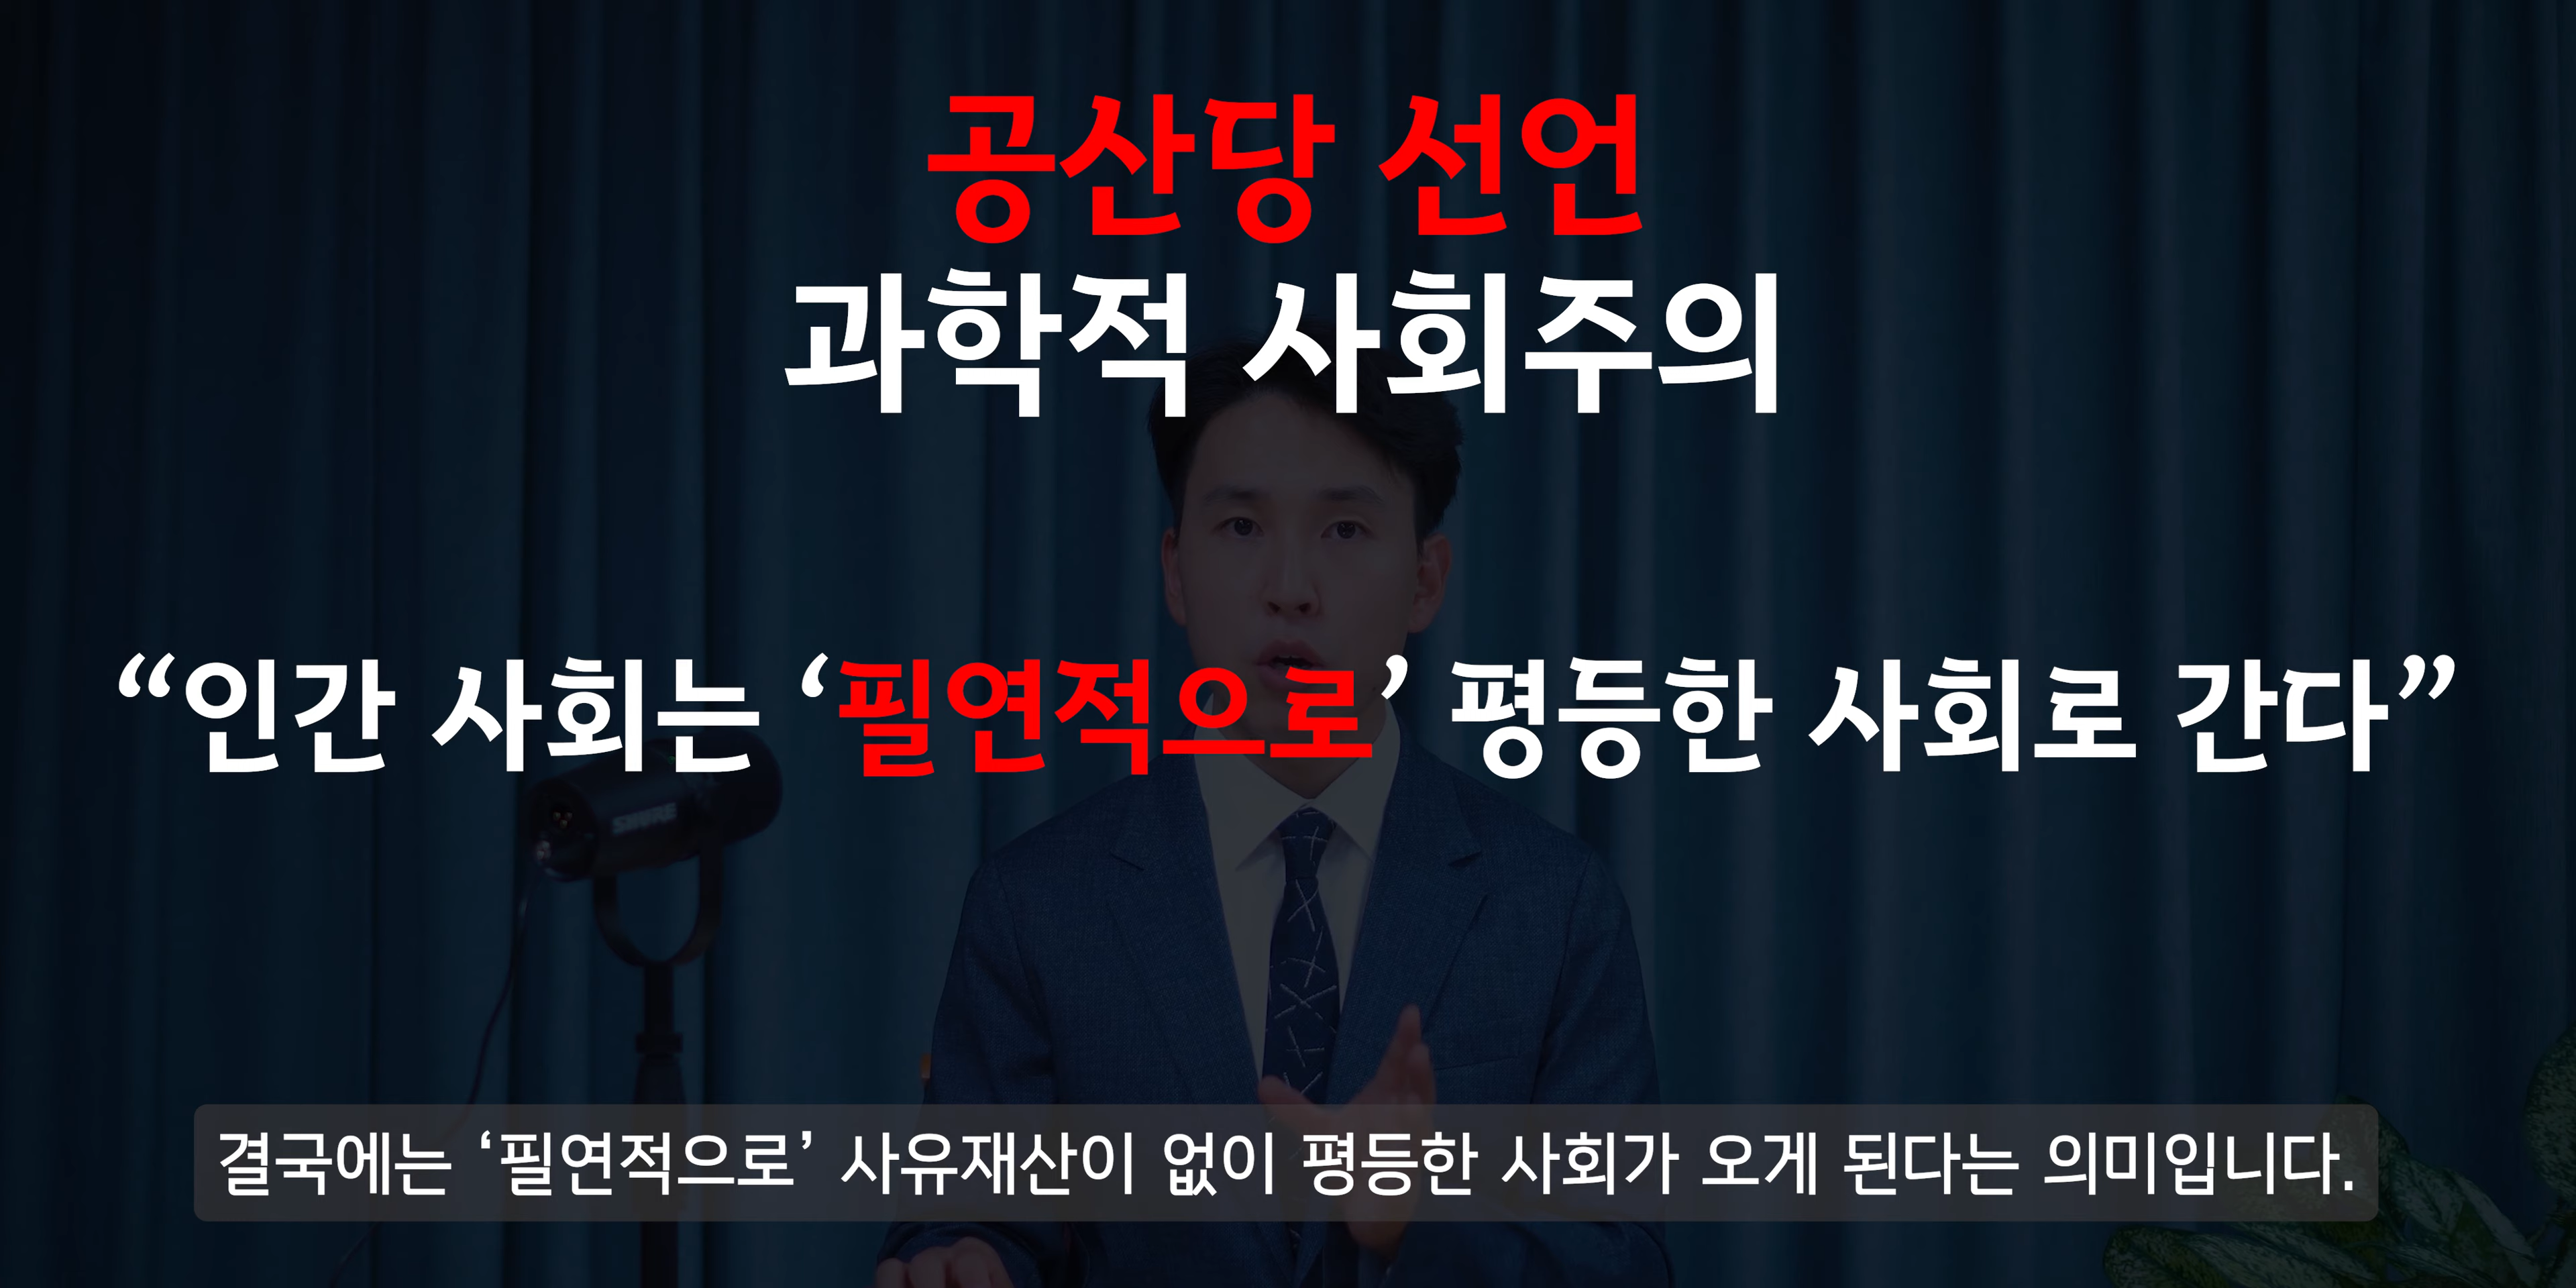 공산당 선언
과학적 사회주의
“인간 사회는 ‘필연적으로’ 평등한 사회로 간다”
SHURE
결국에는 ‘필연적으로’ 사유재산이 없이 평등한 사회가 오게 된다는 의미입니다.